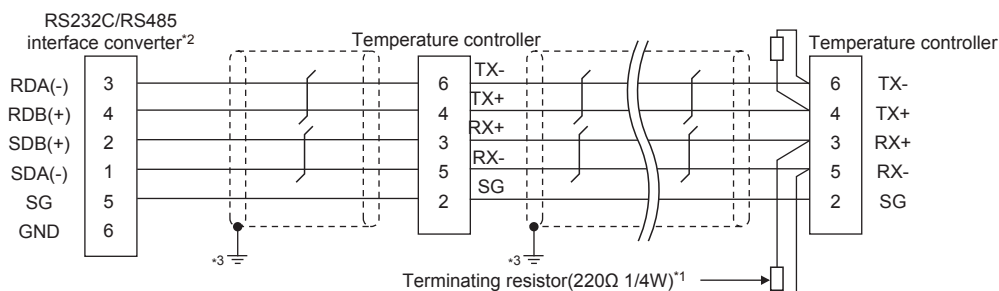 RS232C/RS485
interface converter*2
Temperature controller
Temperature controller
RDA(-) 3 6 TX- 6 TX-
RDB(+) 4 4 TX+ 4 TX+
SDB(+) 2 3 RX+ 3 RX+
SDA(-) 1 5 RX- 5 RX-
SG 5 2 SG 2 SG
GND 6
*3
*3
Terminating resistor(220Ω 1/4W)*1